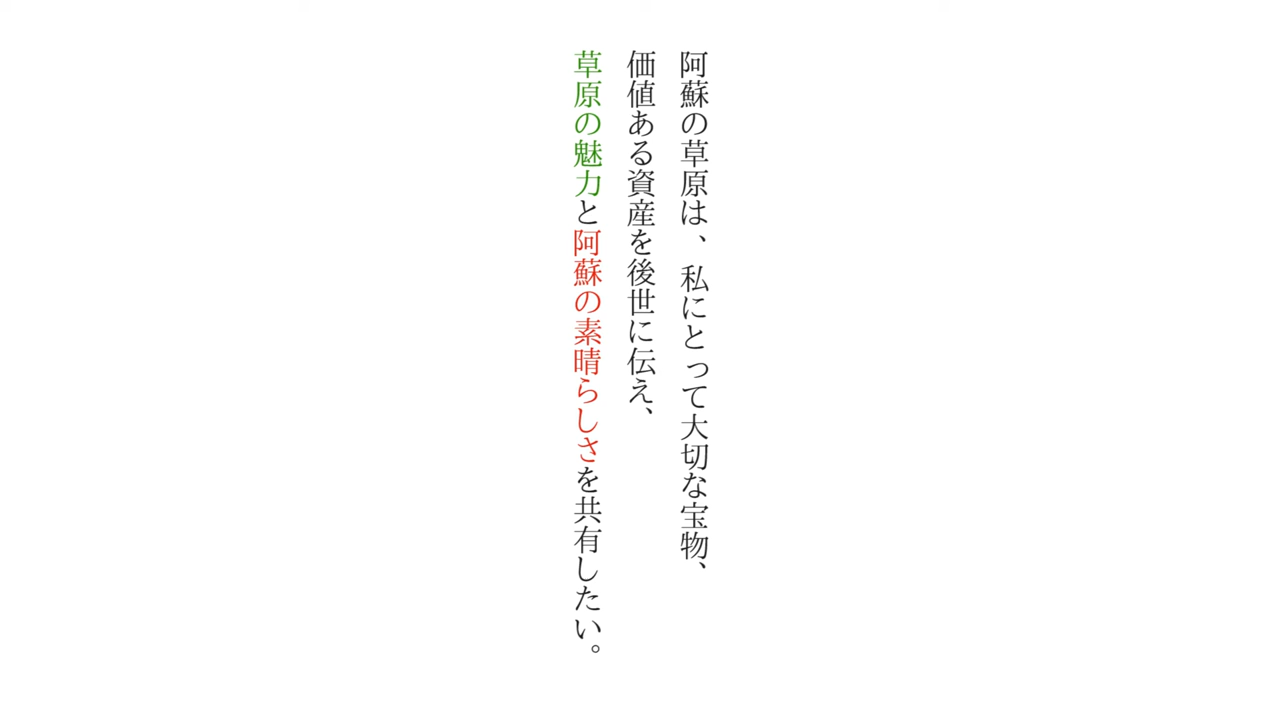 阿蘇の草原は、私にとって大切な宝物、
価値ある資産を後世に伝え、
草原の魅力と阿蘇の素晴らしさを共有したい。